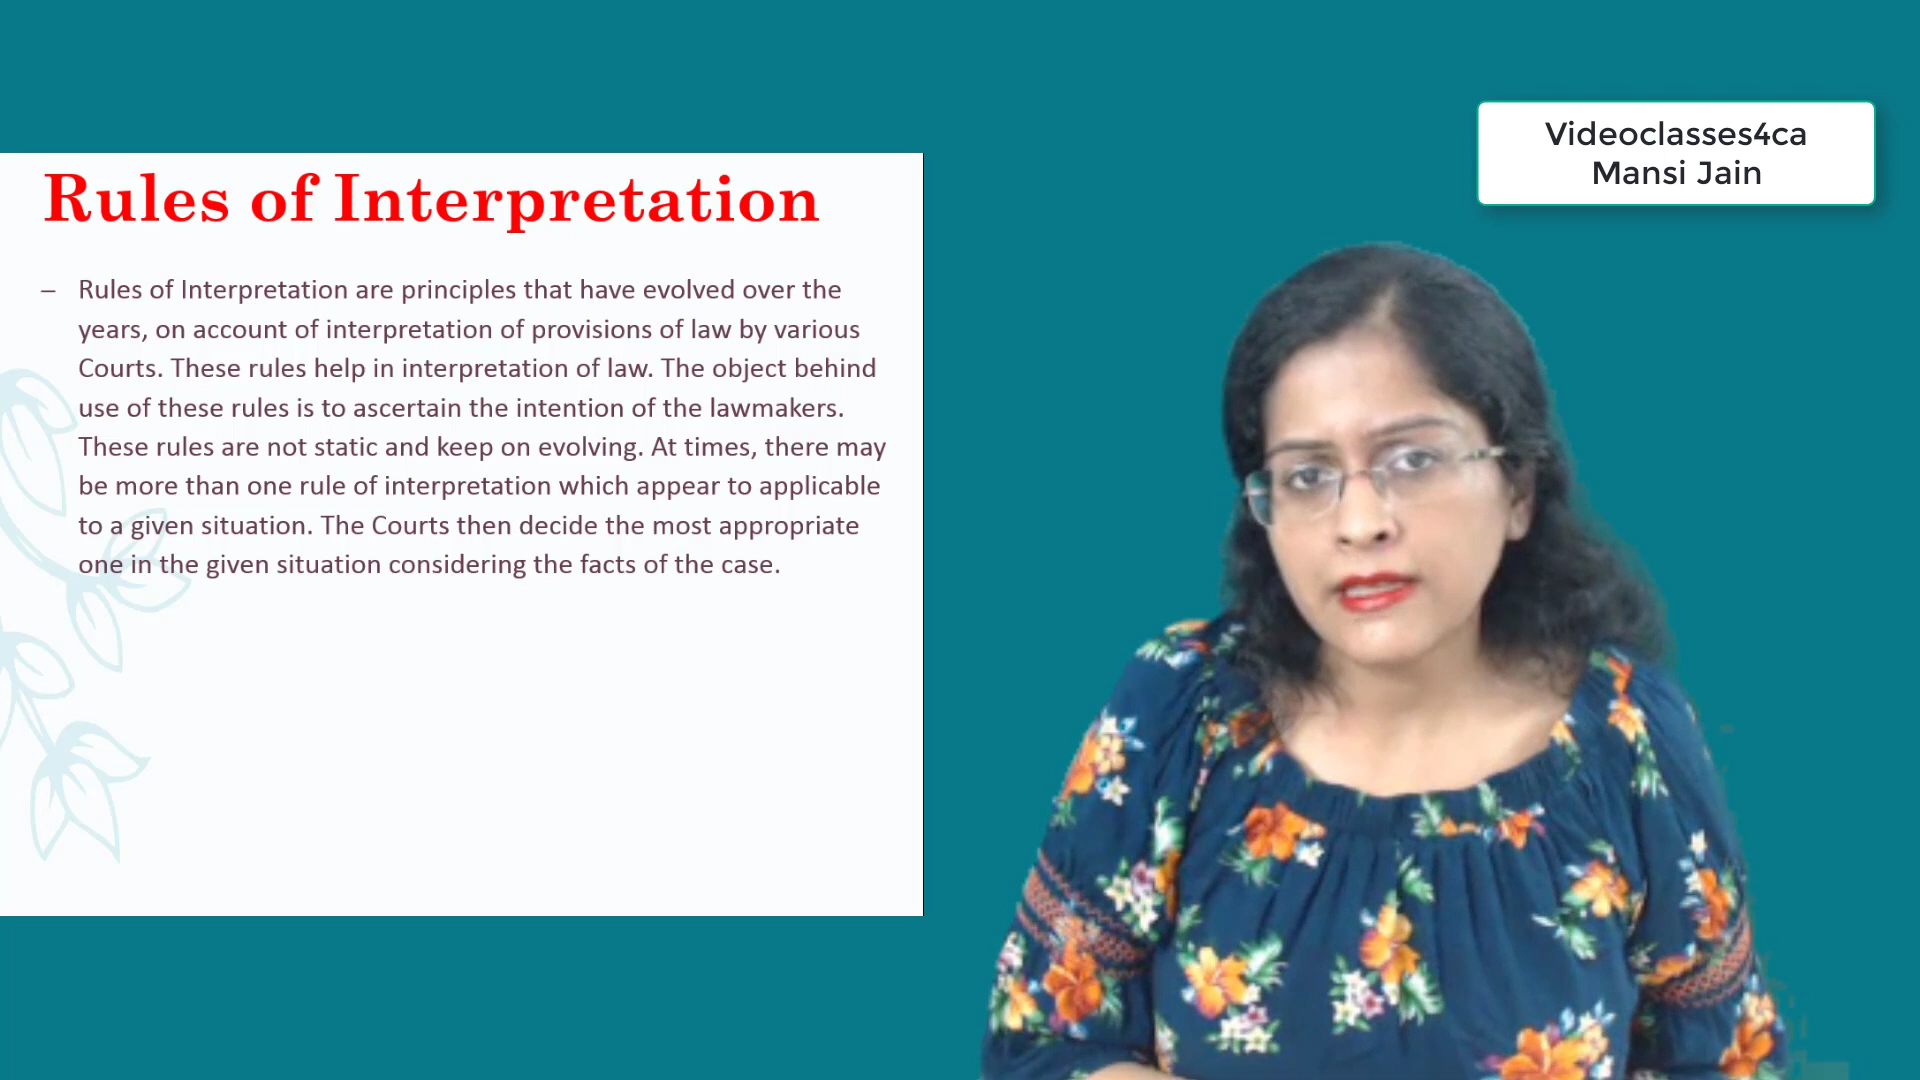 Rules of Interpretation
– Rules of Interpretation are principles that have evolved over the
years, on account of interpretation of provisions of law by various
Courts. These rules help in interpretation of law. The object behind
use of these rules is to ascertain the intention of the lawmakers.
These rules are not static and keep on evolving. At times, there may
be more than one rule of interpretation which appear to applicable
to a given situation. The Courts then decide the most appropriate
one in the given situation considering the facts of the case.
Videoclasses4ca
Mansi Jain